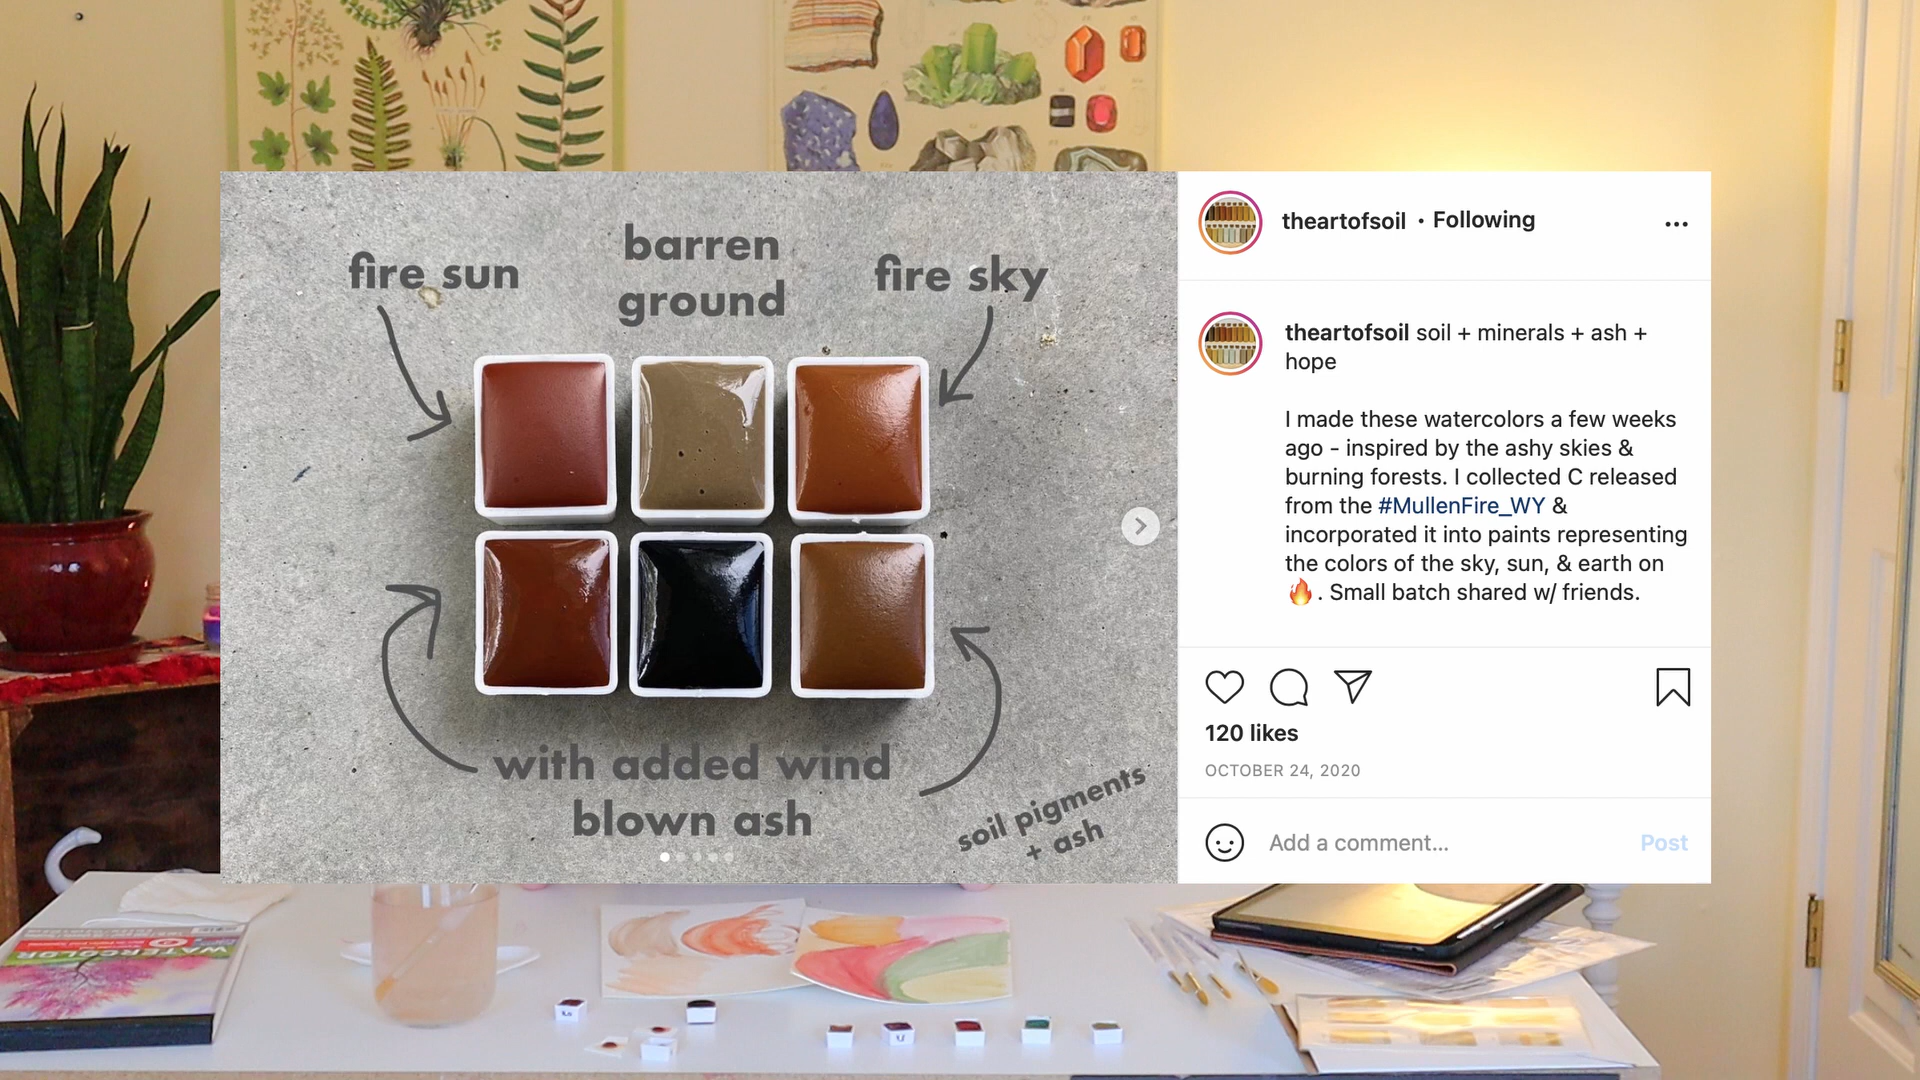 fire sun
barren
ground
fire sky
with added wind
blown ash
soil pigments
+ ash
theartofsoil • Following
theartofsoil soil + minerals + ash +
hope
I made these watercolors a few weeks
ago - inspired by the ashy skies &
burning forests. I collected C released
from the #MullenFire_WY &
incorporated it into paints representing
the colors of the sky, sun, & earth on
🔥. Small batch shared w/ friends.
120 likes
OCTOBER 24, 2020
Add a comment...
Post
WATERCOLOR